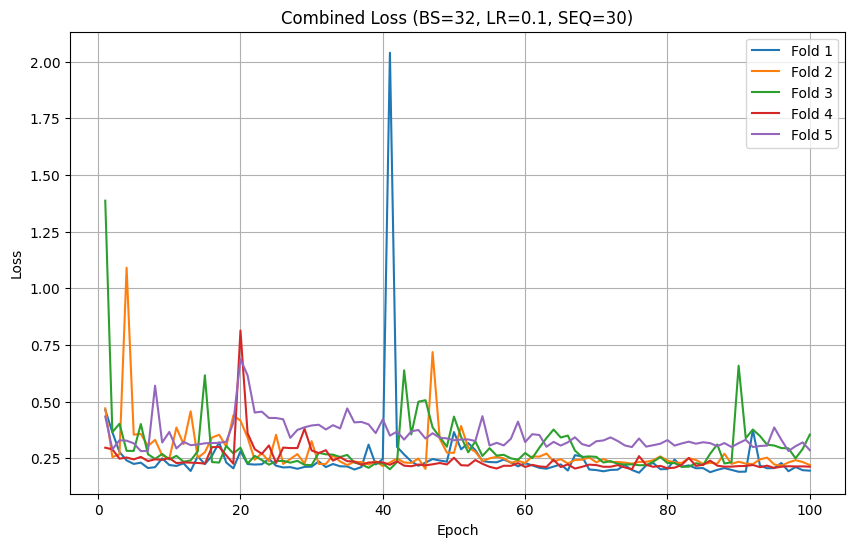 Combined Loss (BS=32, LR=0.1, SEQ=30)
Fold 1
Fold 2
Fold 3
Fold 4
Fold 5
2.00
1.75
1.50
1.25
1.00
0.75
0.50
0.25
Loss
0 20 40 60 80 100
Epoch